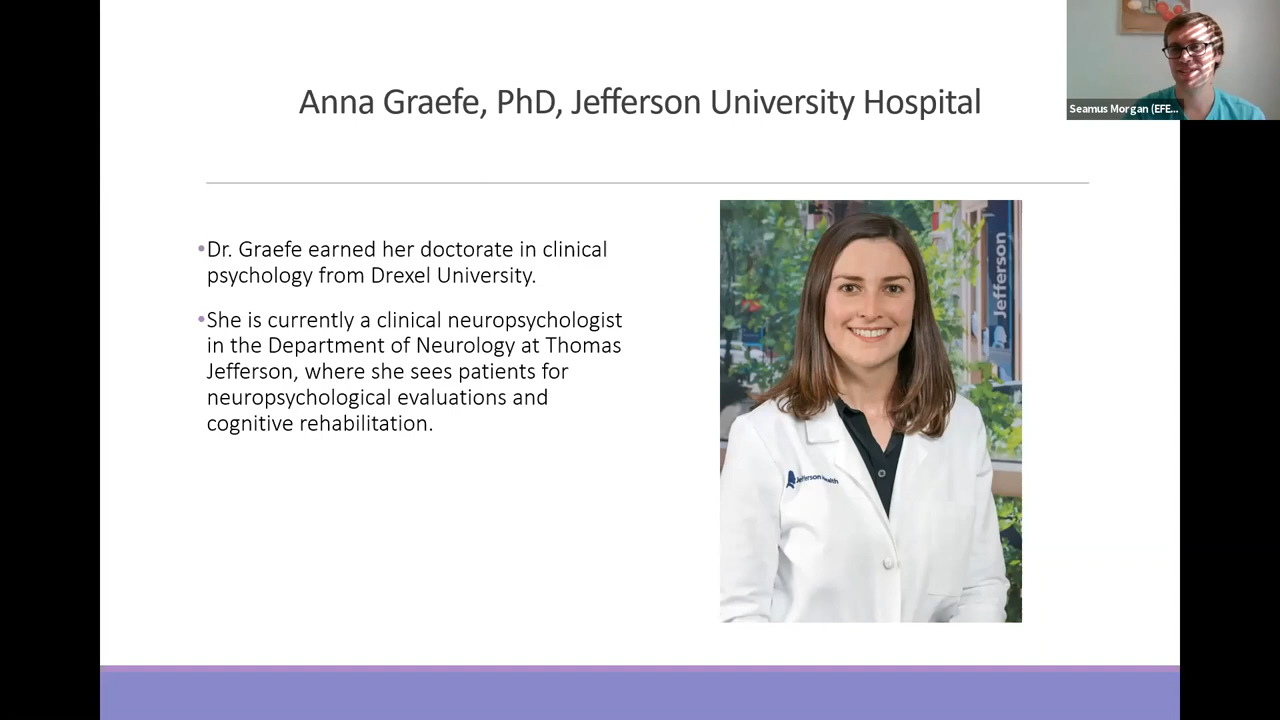 Anna Graefe, PhD, Jefferson University Hospital
Seamus Morgan (EFE...
•Dr. Graefe earned her doctorate in clinical
psychology from Drexel University.
•She is currently a clinical neuropsychologist
in the Department of Neurology at Thomas
Jefferson, where she sees patients for
neuropsychological evaluations and
cognitive rehabilitation.
Jefferson
Jefferson Health